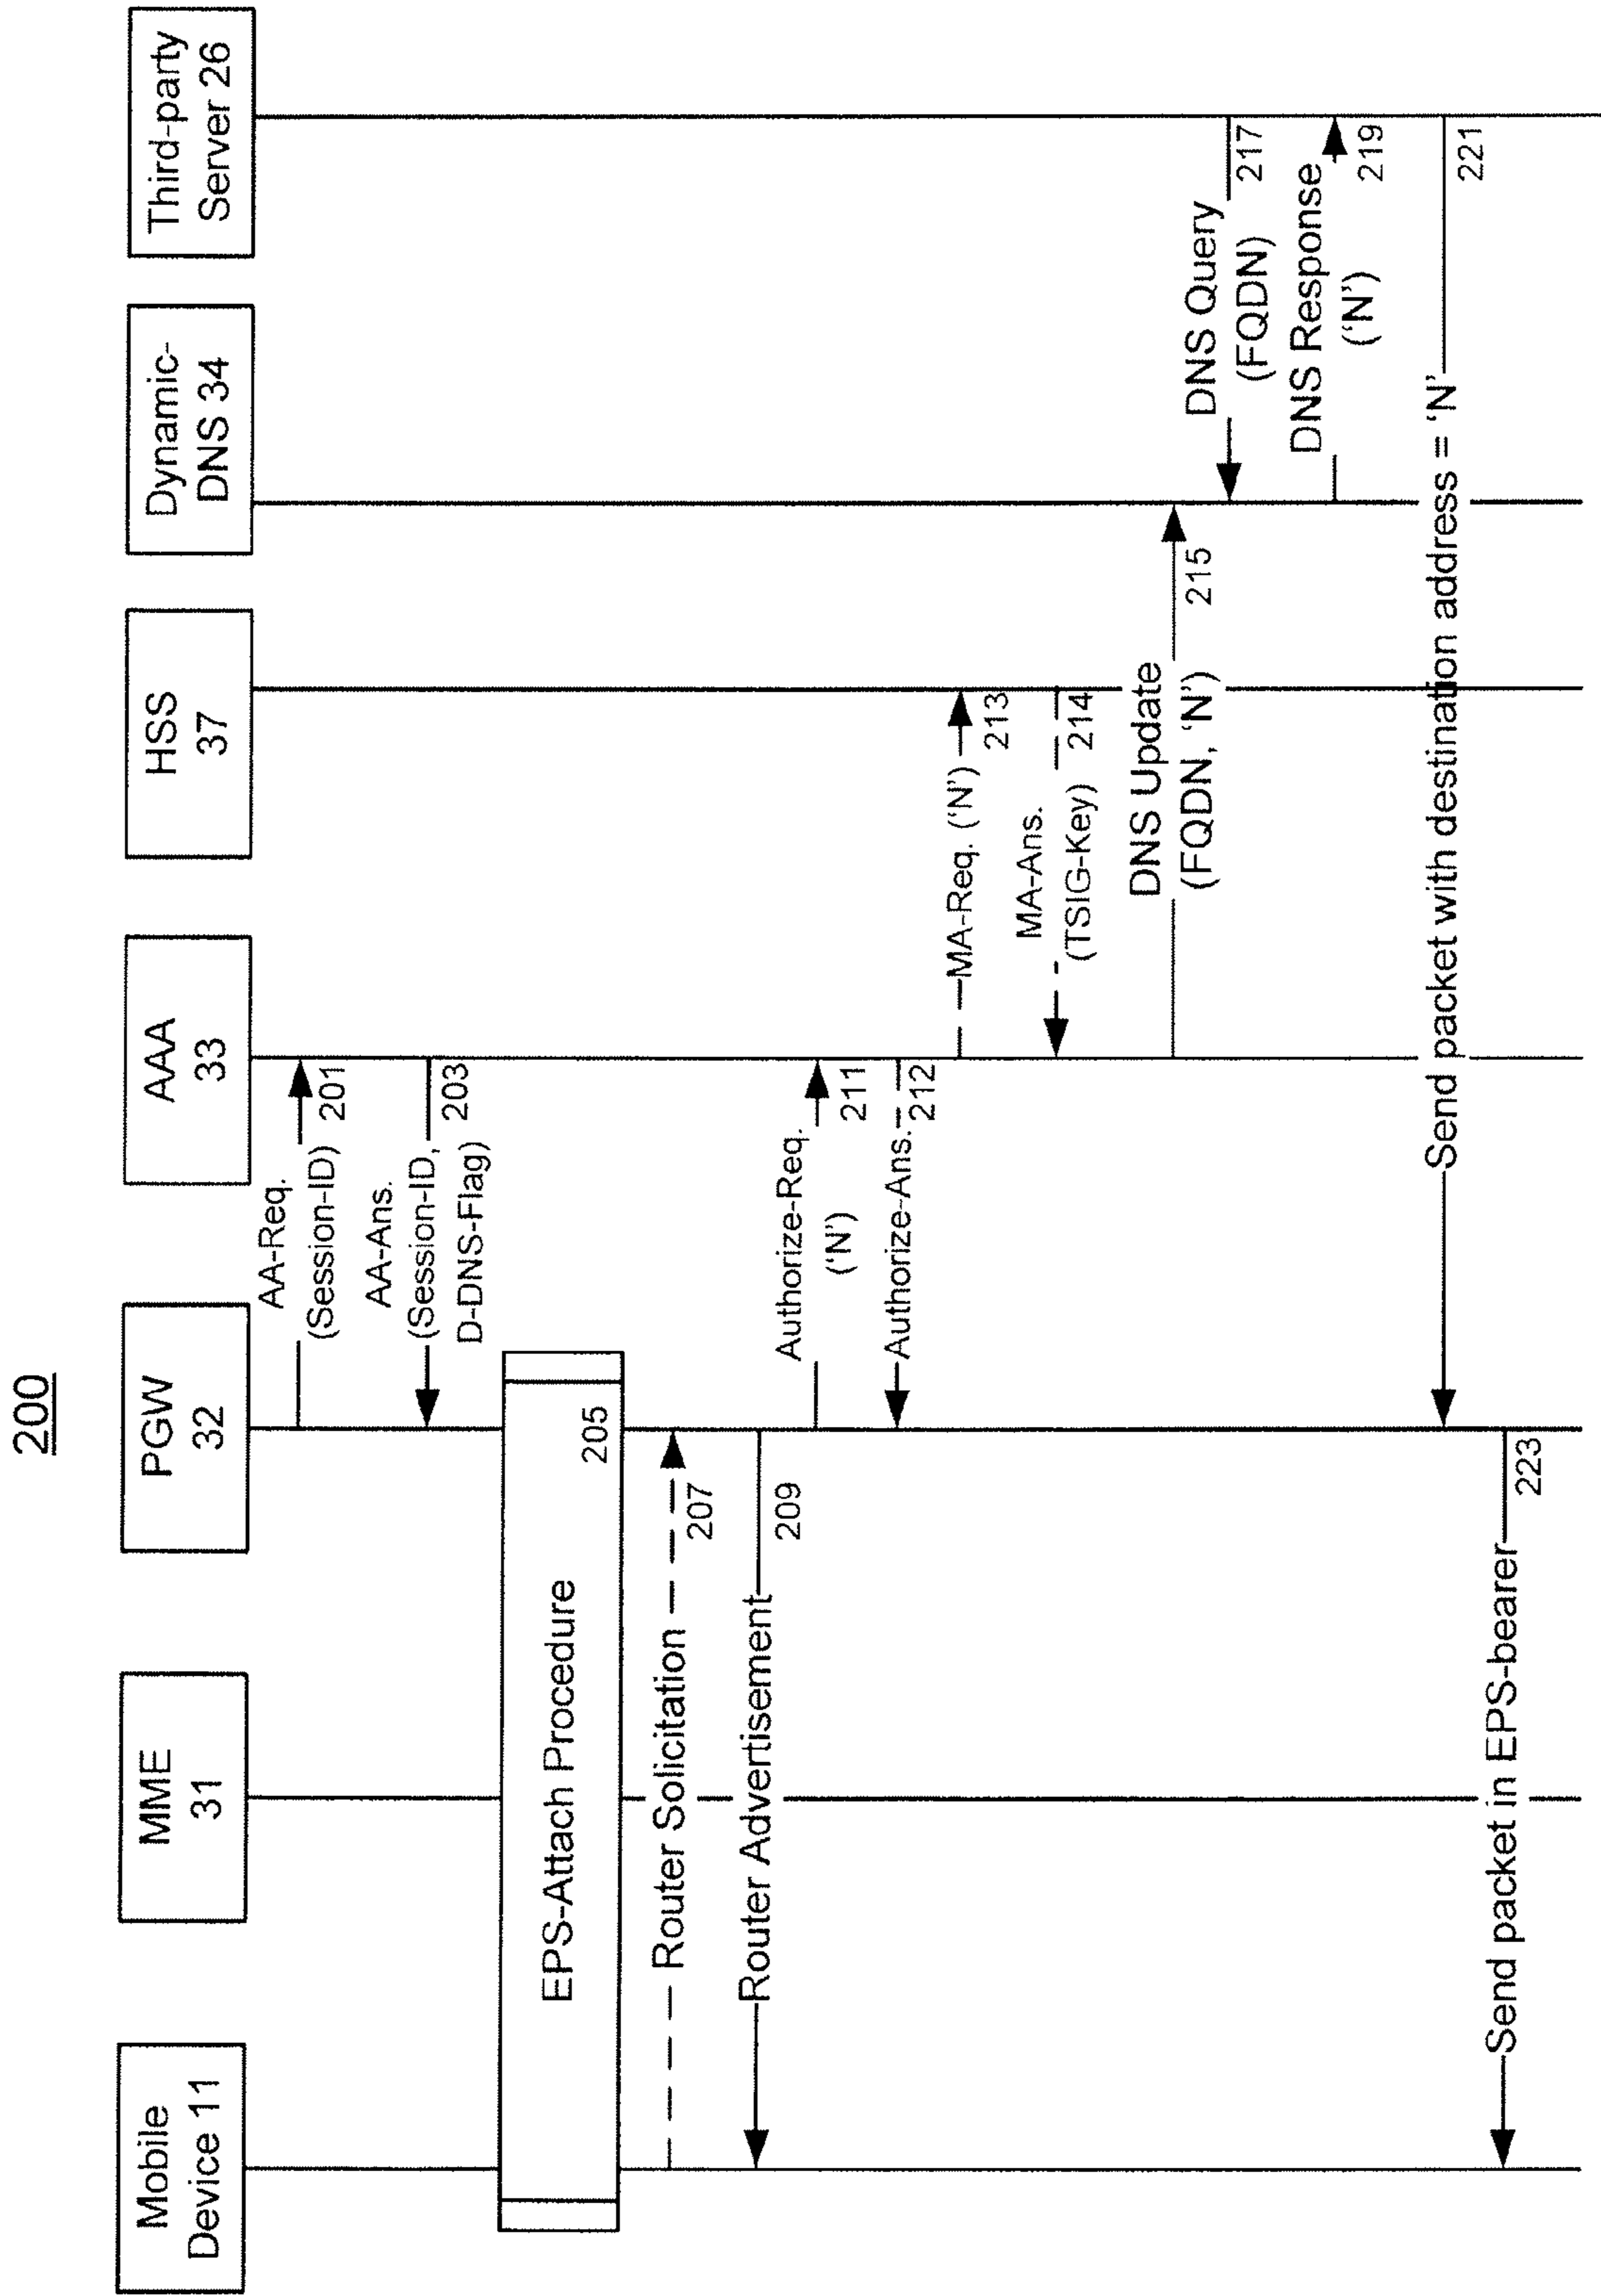 200
Mobile
Device 11
MME
31
PGW
32
AAA
33
HSS
37
Dynamic-
DNS 34
Third-party
Server 26
AA-Req.
(Session-ID)
201
AA-Ans.
(Session-ID,
D-DNS-Flag)
203
EPS-Attach Procedure
205
Router Solicitation
207
Router Advertisement
209
Authorize-Req.
('N')
211
Authorize-Ans.
212
MA-Req. ('N')
213
MA-Ans.
(TSIG-Key)
214
DNS Update
(FQDN, 'N')
215
DNS Query
(FQDN)
217
DNS Response
('N')
219
Send packet with destination address = 'N'
221
Send packet in EPS-bearer
223